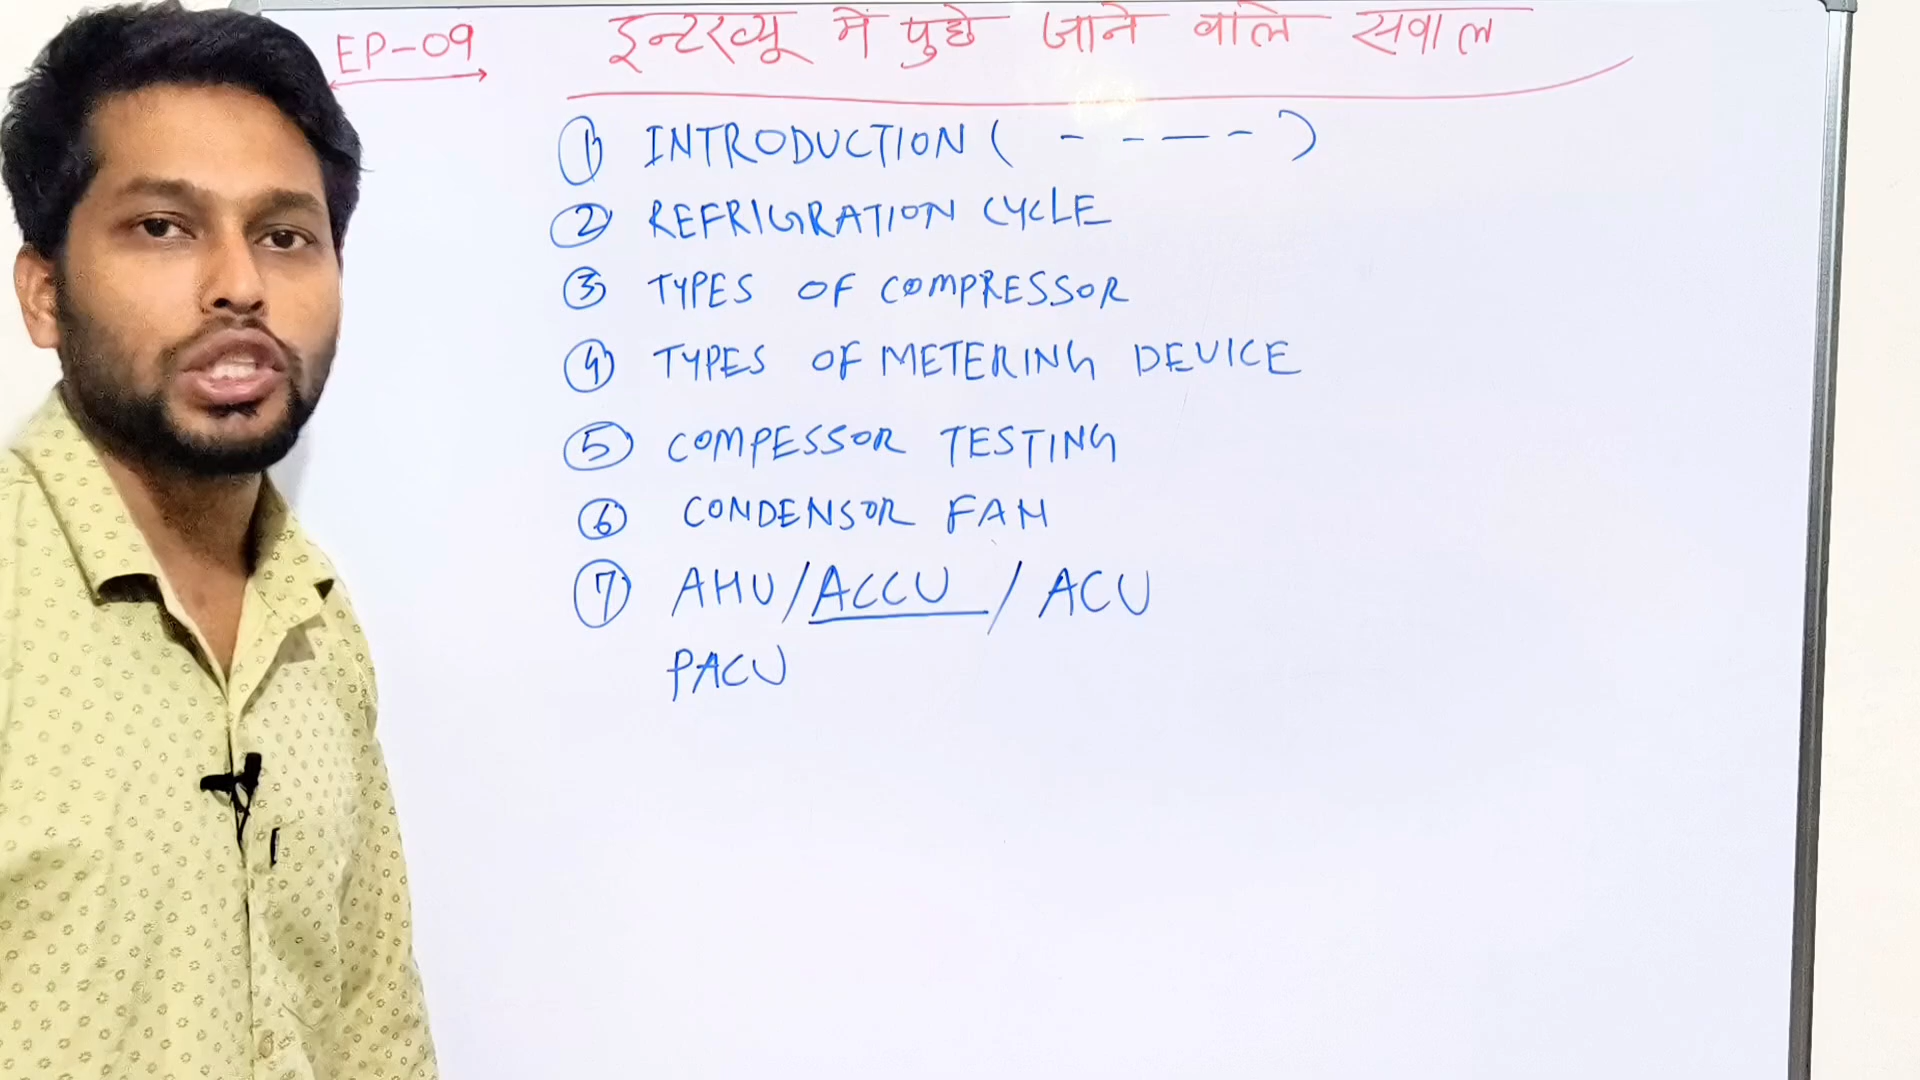 EP-09 इन्टरव्यू में पुछे जाने वाले सवाल
1 INTRODUCTION ( - - — - )
2 REFRIGRATION CYCLE
3 TYPES OF COMPRESSOR
4 TYPES OF METERING DEVICE
5 COMPESSOR TESTING
6 CONDENSOR FAN
7 AHU/ACCU / ACU
PACU